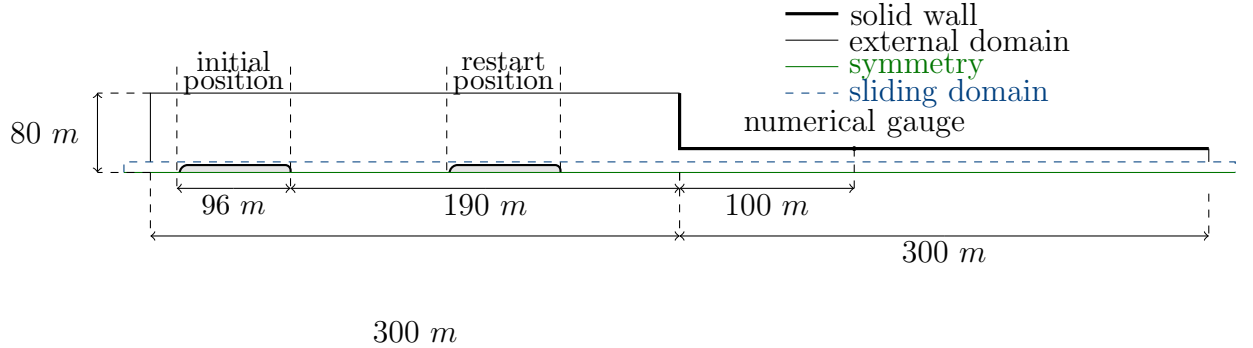 solid wall
external domain
symmetry
sliding domain
initial
position
restart
position
numerical gauge
80 m
96 m
190 m
100 m
300 m
300 m